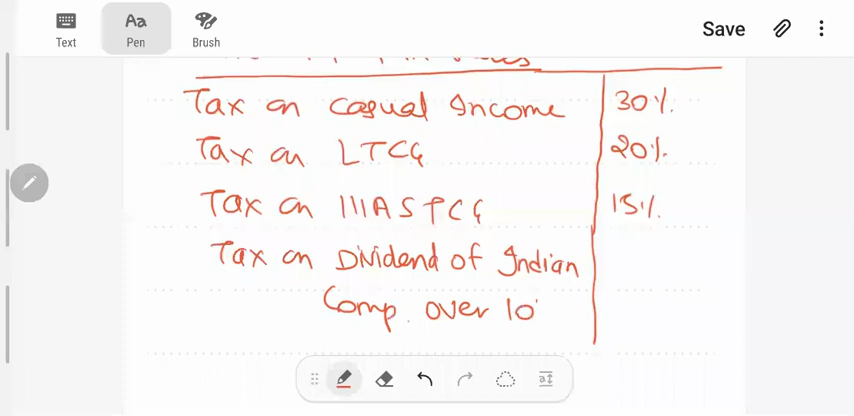 Text
Aa
Pen
Brush
Save
Tax on Casual Income 30%.
Tax on LTCG 20%.
Tax on 111A STCG 15%.
Tax on Dividend of Indian
Comp. over 10